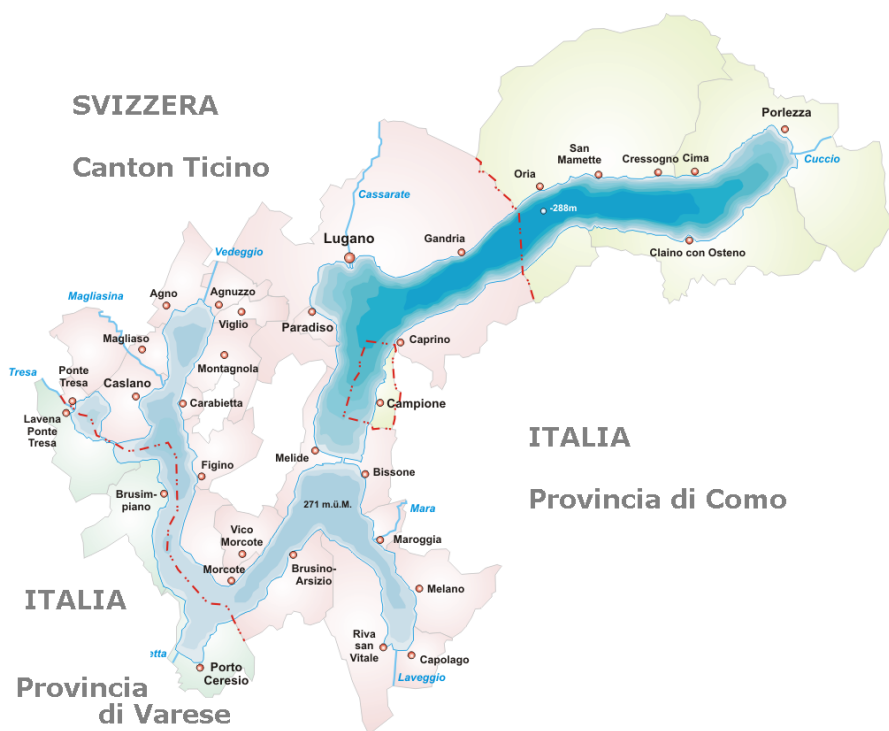 SVIZZERA
Canton Ticino
Porlezza
Cuccio
San
Mamette
Cressogno
Cima
Oria
-288m
Claino con Osteno
Cassarate
Lugano
Gandria
Vedeggio
Agno
Agnuzzo
Magliasina
Viglio
Paradiso
Magliaso
Caprino
Montagnola
Tresa
Ponte
Tresa
Caslano
Carabietta
Campione
Lavena
Ponte
Tresa
ITALIA
Provincia di Como
Melide
Figino
Bissone
Brusim-
piano
271 m.ü.M.
Mara
Vico
Morcote
Maroggia
Morcote
Brusino-
Arsizio
Melano
ITALIA
Provincia
di Varese
etta
Porto
Ceresio
Riva
san
Vitale
Capolago
Laveggio